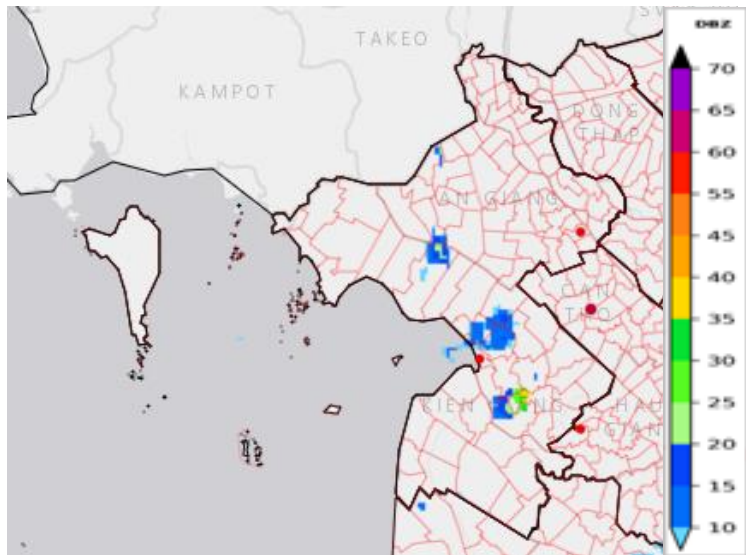 DBZ
TAKEO
KAMPOT
DONG
THAP
AN GIANG
CAN
THO
KIEN GIANG
HAU
GIANG
70
65
60
55
45
40
35
30
25
20
15
10